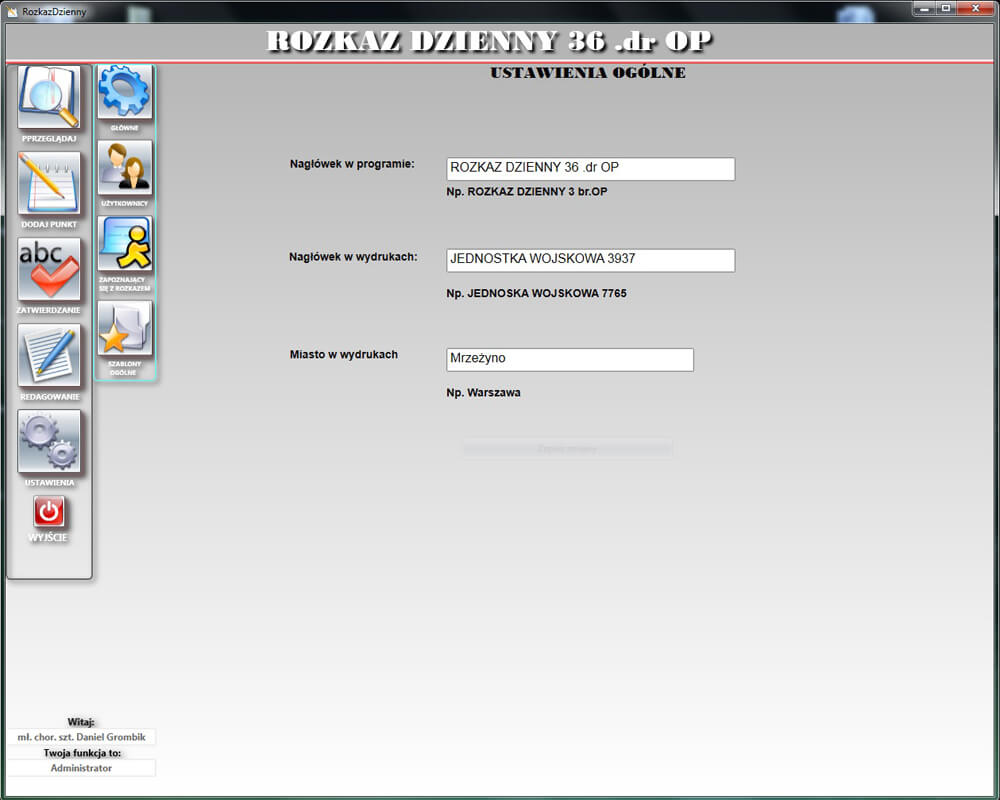 RozkazDzienny
ROZKAZ DZIENNY 36 .dr OP
USTAWIENIA OGÓLNE
PPRZEGLĄDAJ
DODAJ PUNKT
abc
ZATWIERDZANIE
REDAGOWANIE
USTAWIENIA
WYJŚCIE
GŁÓWNE
UŻYTKOWNICY
ZAPOZNAJĄCY
SIĘ Z ROZKAZEM
SZABLONY
OGÓLNE
Nagłówek w programie:
ROZKAZ DZIENNY 36 .dr OP
Np. ROZKAZ DZIENNY 3 br.OP
Nagłówek w wydrukach:
JEDNOSTKA WOJSKOWA 3937
Np. JEDNOSKA WOJSKOWA 7765
Miasto w wydrukach
Mrzeżyno
Np. Warszawa
Witaj:
mł. chor. szt. Daniel Grombik
Twoja funkcja to:
Administrator